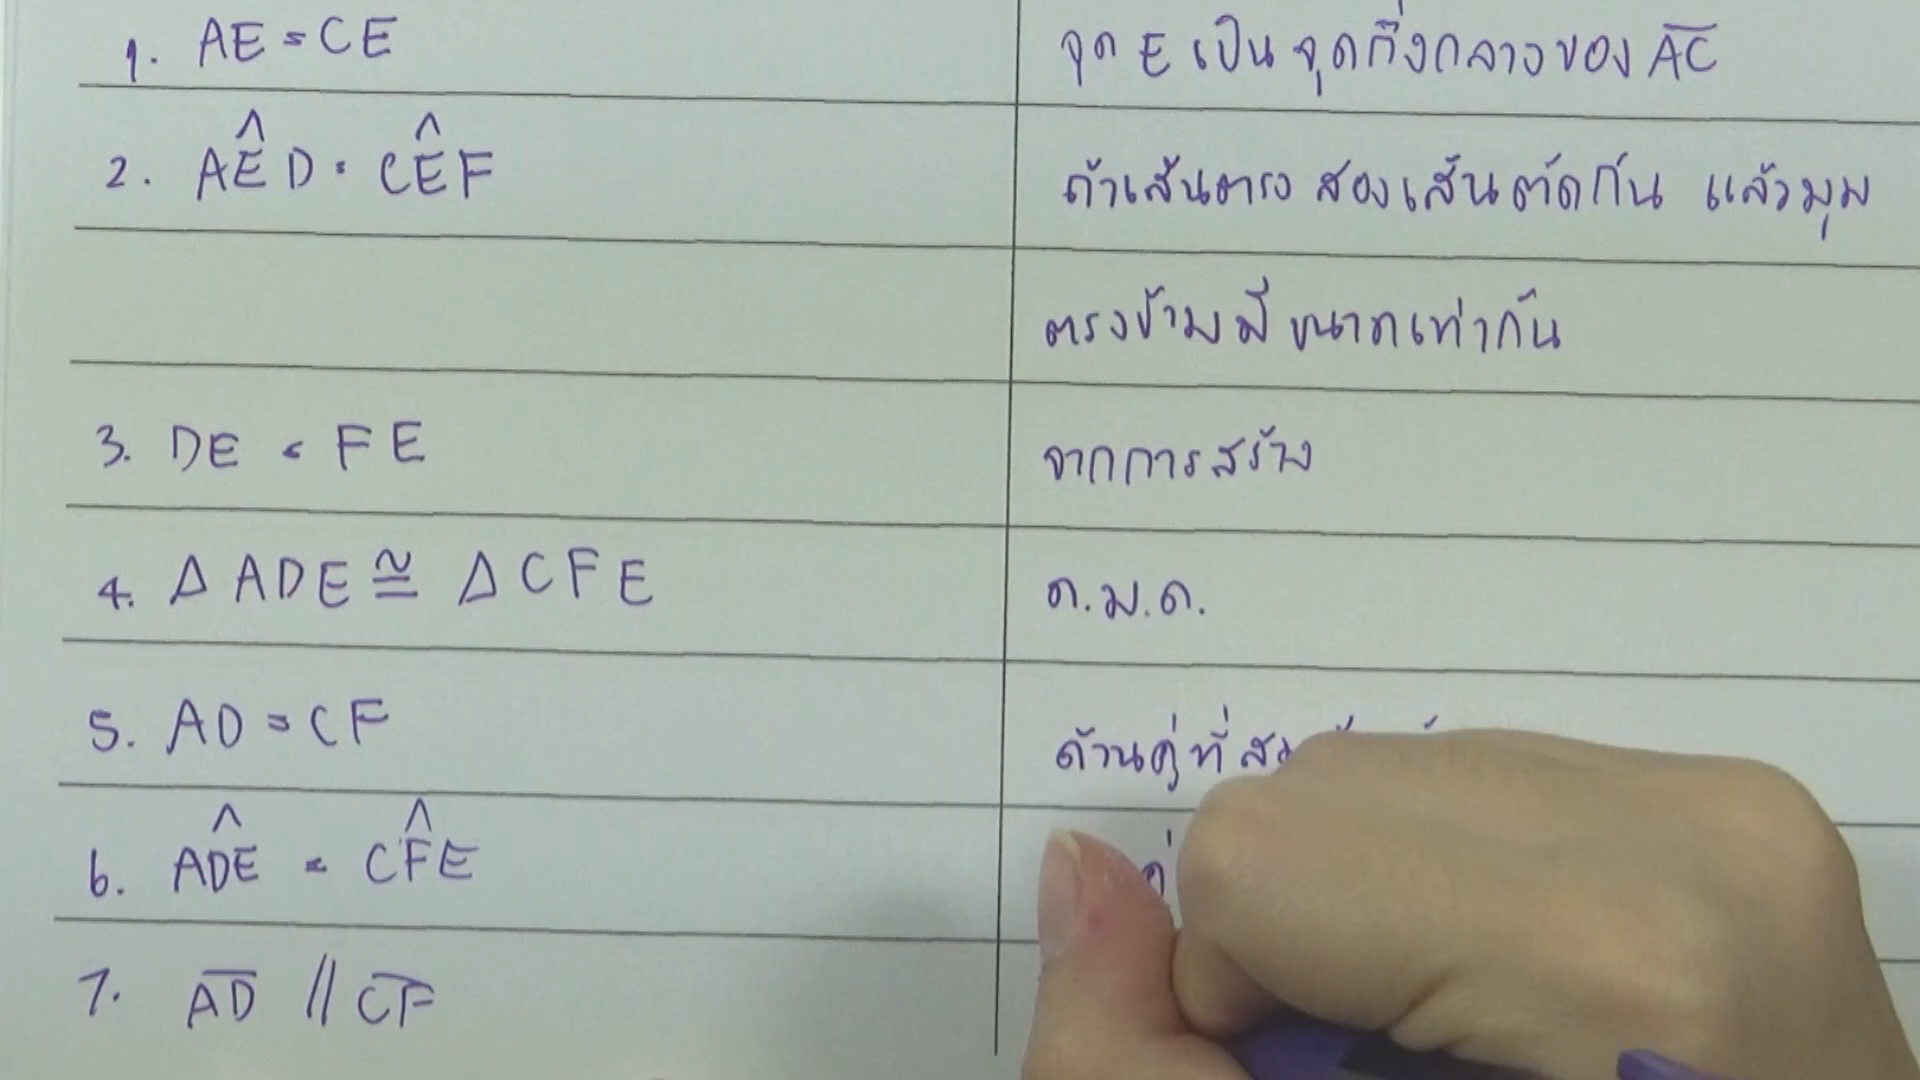 1. AE = CE
จุด E เป็นจุดกึ่งกลางของ A̅C̅
2. AÊD = CÊF
ถ้าเส้นตรงสองเส้นตัดกัน แล้วมุม
ตรงข้ามมีขนาดเท่ากัน
3. DE = FE
จากการสร้าง
4. Δ ADE ≅ Δ CFE
ด.ม.ด.
5. AD = CF
ด้านคู่ที่
6. AD̂E = CF̂E
7. A̅D̅ // C̅F̅